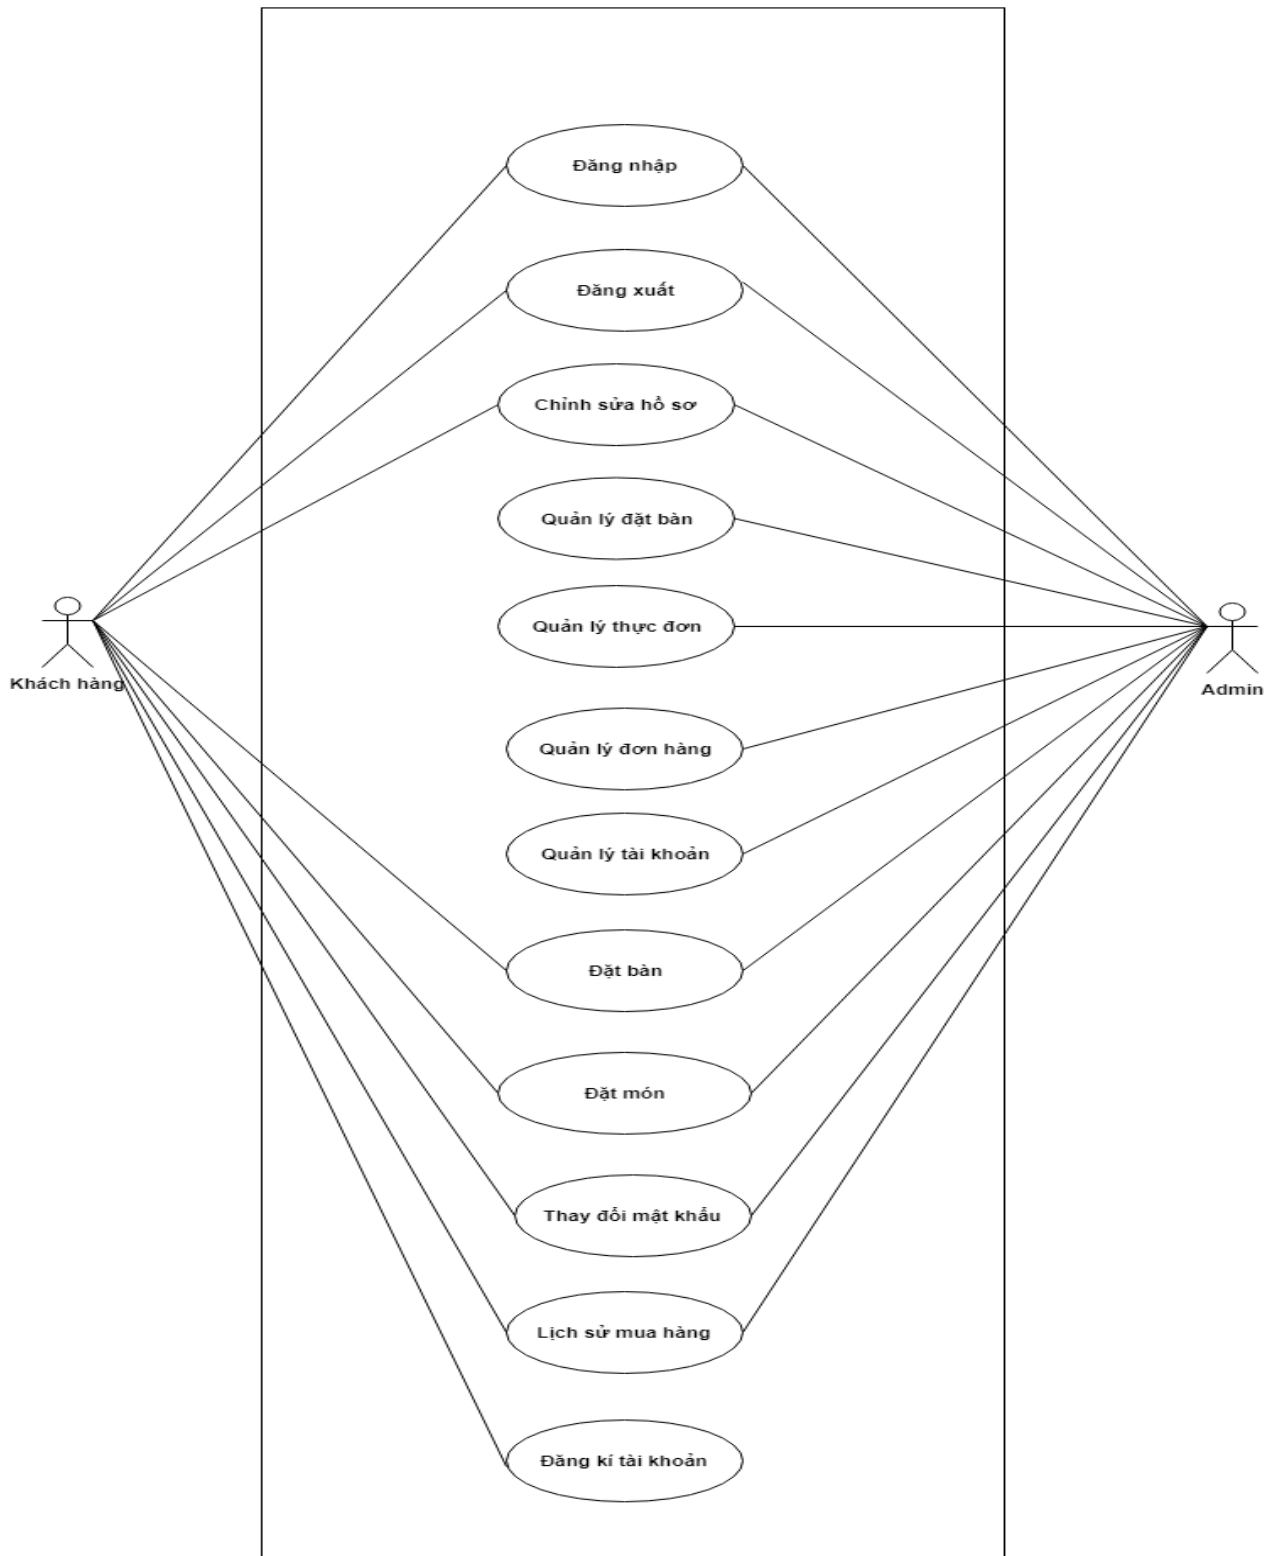 Đăng nhập
Đăng xuất
Chỉnh sửa hồ sơ
Quản lý đặt bàn
Quản lý thực đơn
Khách hàng
Admin
Quản lý đơn hàng
Quản lý tài khoản
Đặt bàn
Đặt món
Thay đổi mật khẩu
Lịch sử mua hàng
Đăng kí tài khoản